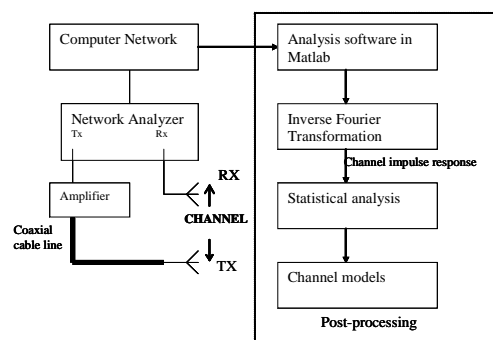 Computer Network
Network Analyzer
Tx Rx
Amplifier
Coaxial
cable line
RX
CHANNEL
TX
Analysis software in
Matlab
Inverse Fourier
Transformation
Channel impulse response
Statistical analysis
Channel models
Post-processing